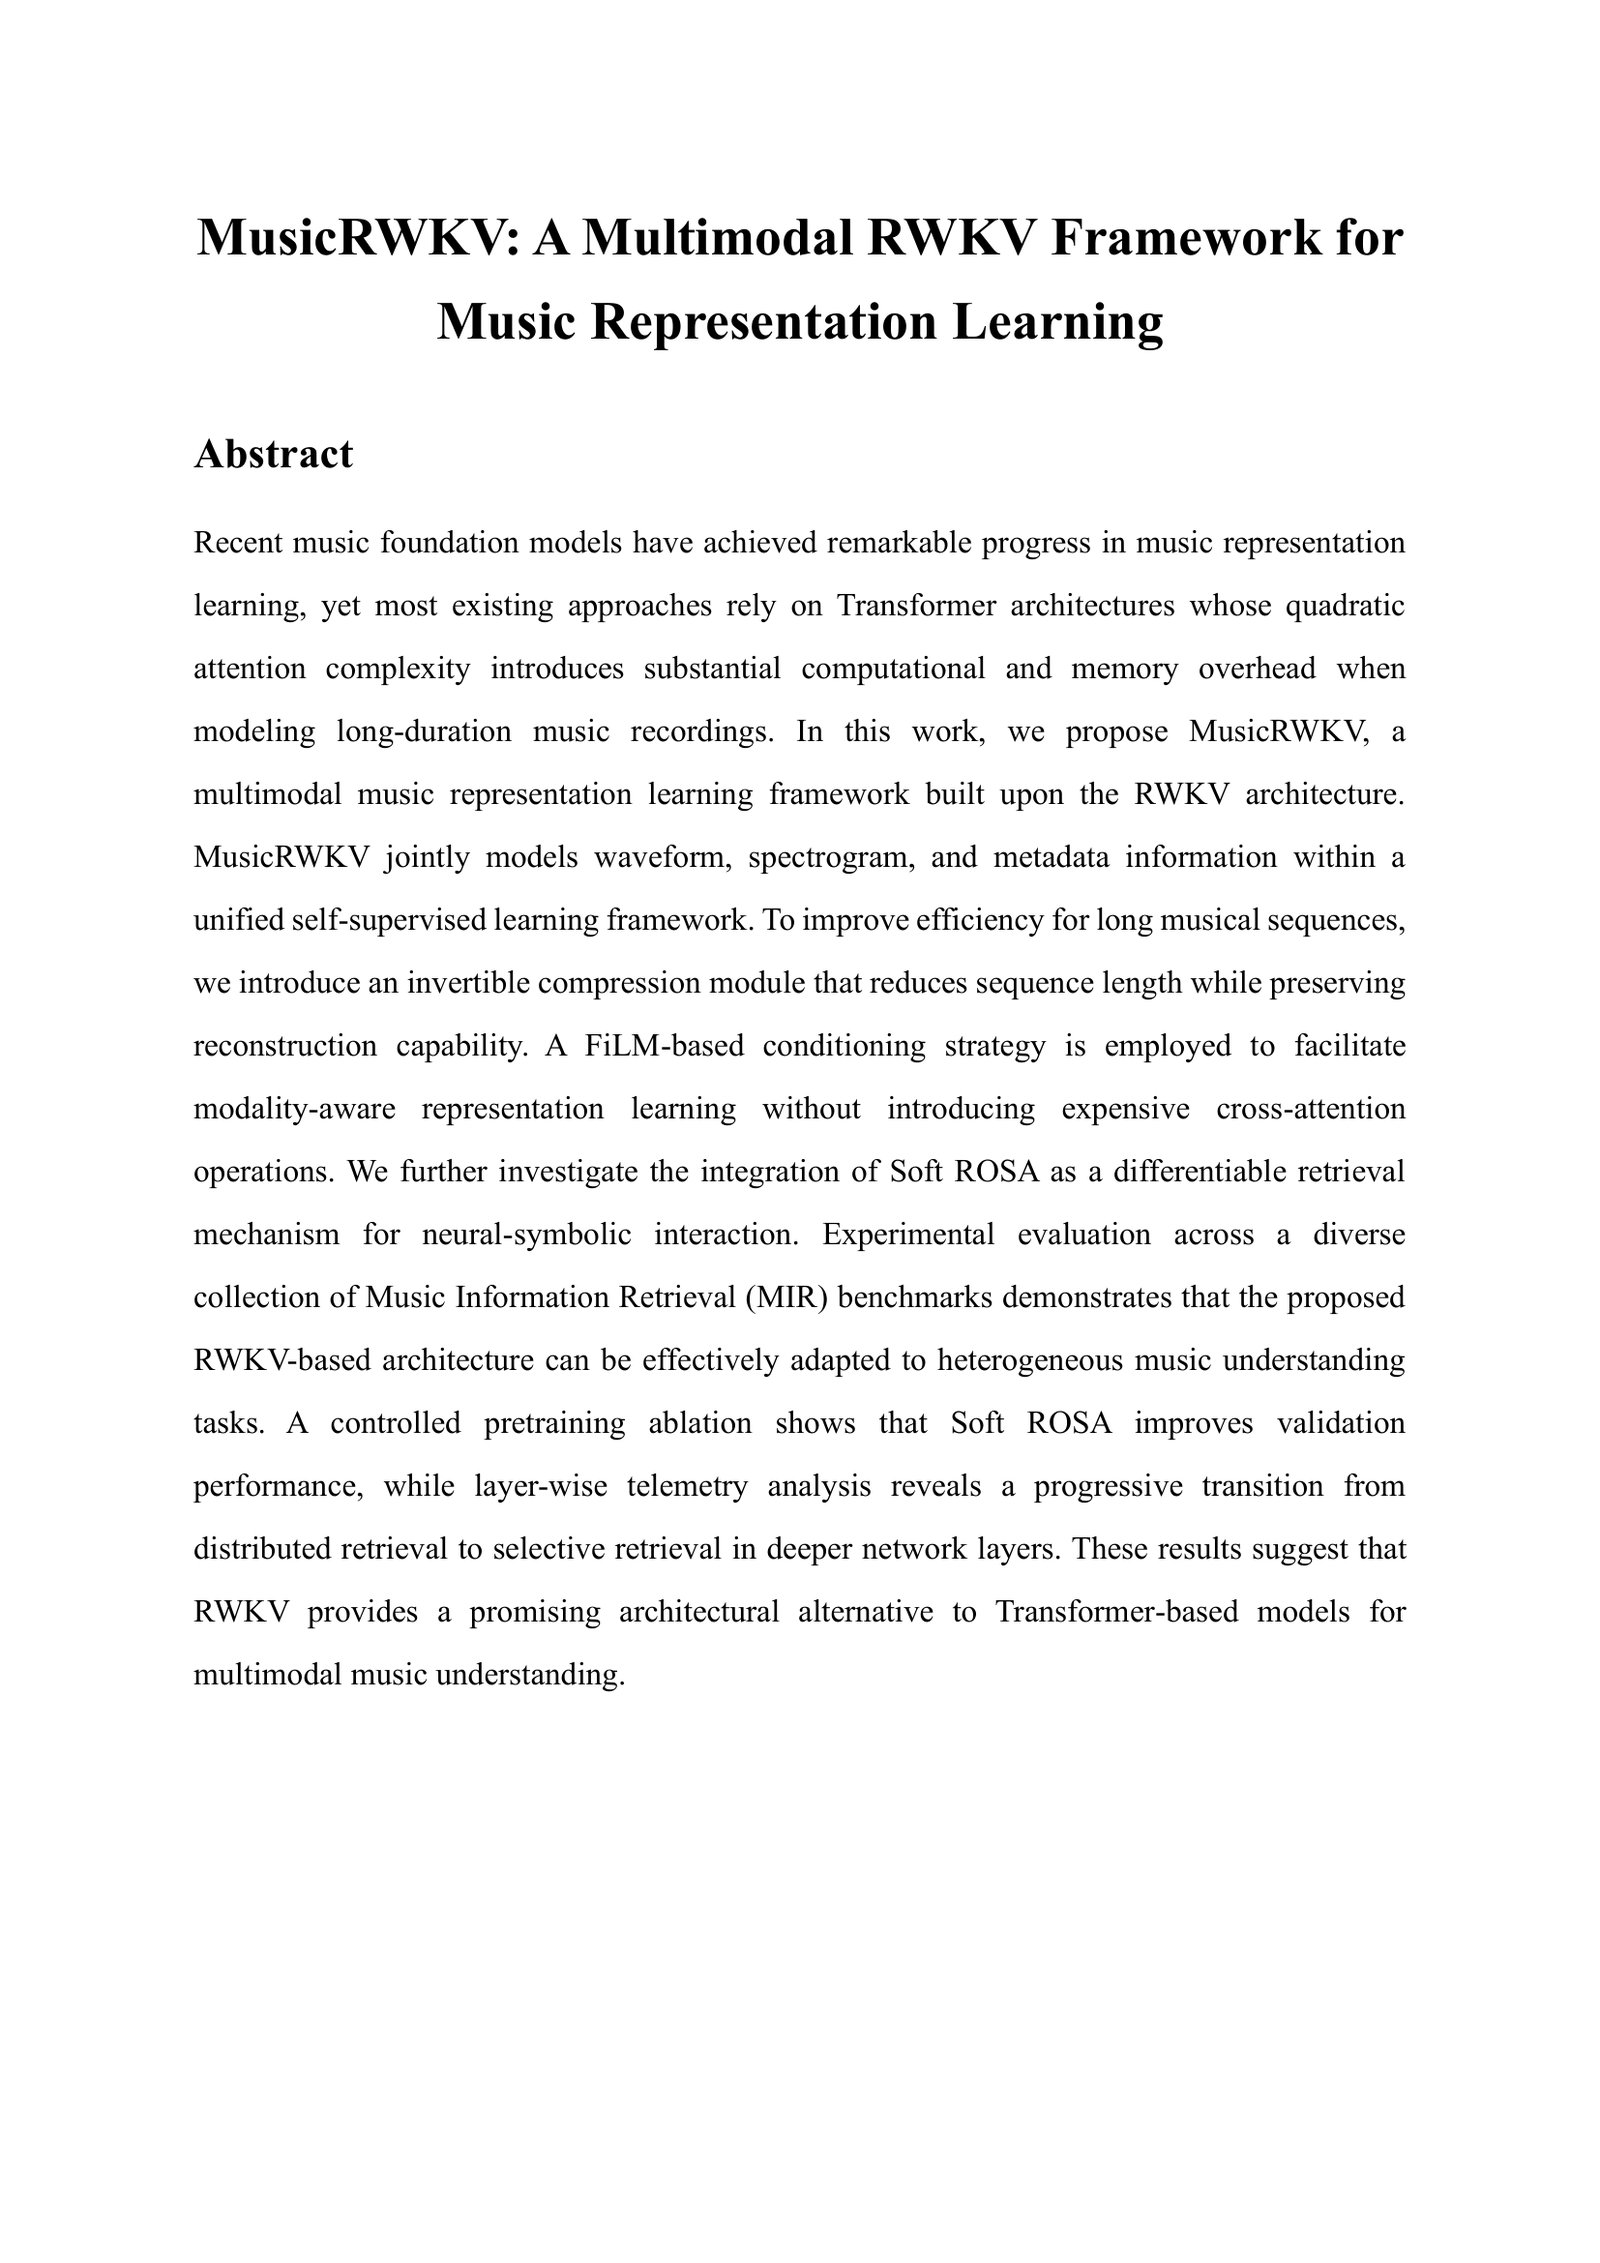 MusicRWKV: A Multimodal RWKV Framework for
Music Representation Learning
Abstract
Recent music foundation models have achieved remarkable progress in music representation
learning, yet most existing approaches rely on Transformer architectures whose quadratic
attention complexity introduces substantial computational and memory overhead when
modeling long-duration music recordings. In this work, we propose MusicRWKV, a
multimodal music representation learning framework built upon the RWKV architecture.
MusicRWKV jointly models waveform, spectrogram, and metadata information within a
unified self-supervised learning framework. To improve efficiency for long musical sequences,
we introduce an invertible compression module that reduces sequence length while preserving
reconstruction capability. A FiLM-based conditioning strategy is employed to facilitate
modality-aware representation learning without introducing expensive cross-attention
operations. We further investigate the integration of Soft ROSA as a differentiable retrieval
mechanism for neural-symbolic interaction. Experimental evaluation across a diverse
collection of Music Information Retrieval (MIR) benchmarks demonstrates that the proposed
RWKV-based architecture can be effectively adapted to heterogeneous music understanding
tasks. A controlled pretraining ablation shows that Soft ROSA improves validation
performance, while layer-wise telemetry analysis reveals a progressive transition from
distributed retrieval to selective retrieval in deeper network layers. These results suggest that
RWKV provides a promising architectural alternative to Transformer-based models for
multimodal music understanding.